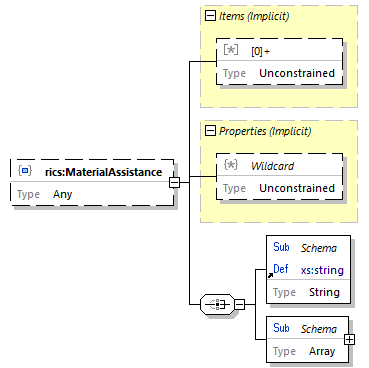 Items (Implicit)
[*] [0]+
Type Unconstrained
Properties (Implicit)
{*} Wildcard
Type Unconstrained
rics:MaterialAssistance
Type Any
Sub Schema
Def xs:string
Type String
Sub Schema
Type Array